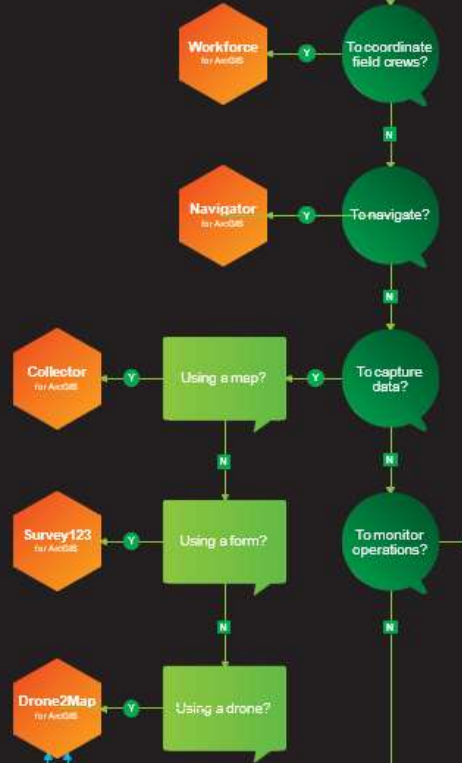 Workforce
for ArcGIS
Y
To coordinate
field crews?
N
Navigator
for ArcGIS
Y
To navigate?
N
Collector
for ArcGIS
Y
Using a map?
Y
To capture
data?
N
N
Survey123
for ArcGIS
Y
Using a form?
To monitor
operations?
N
N
Drone2Map
for ArcGIS
Y
Using a drone?